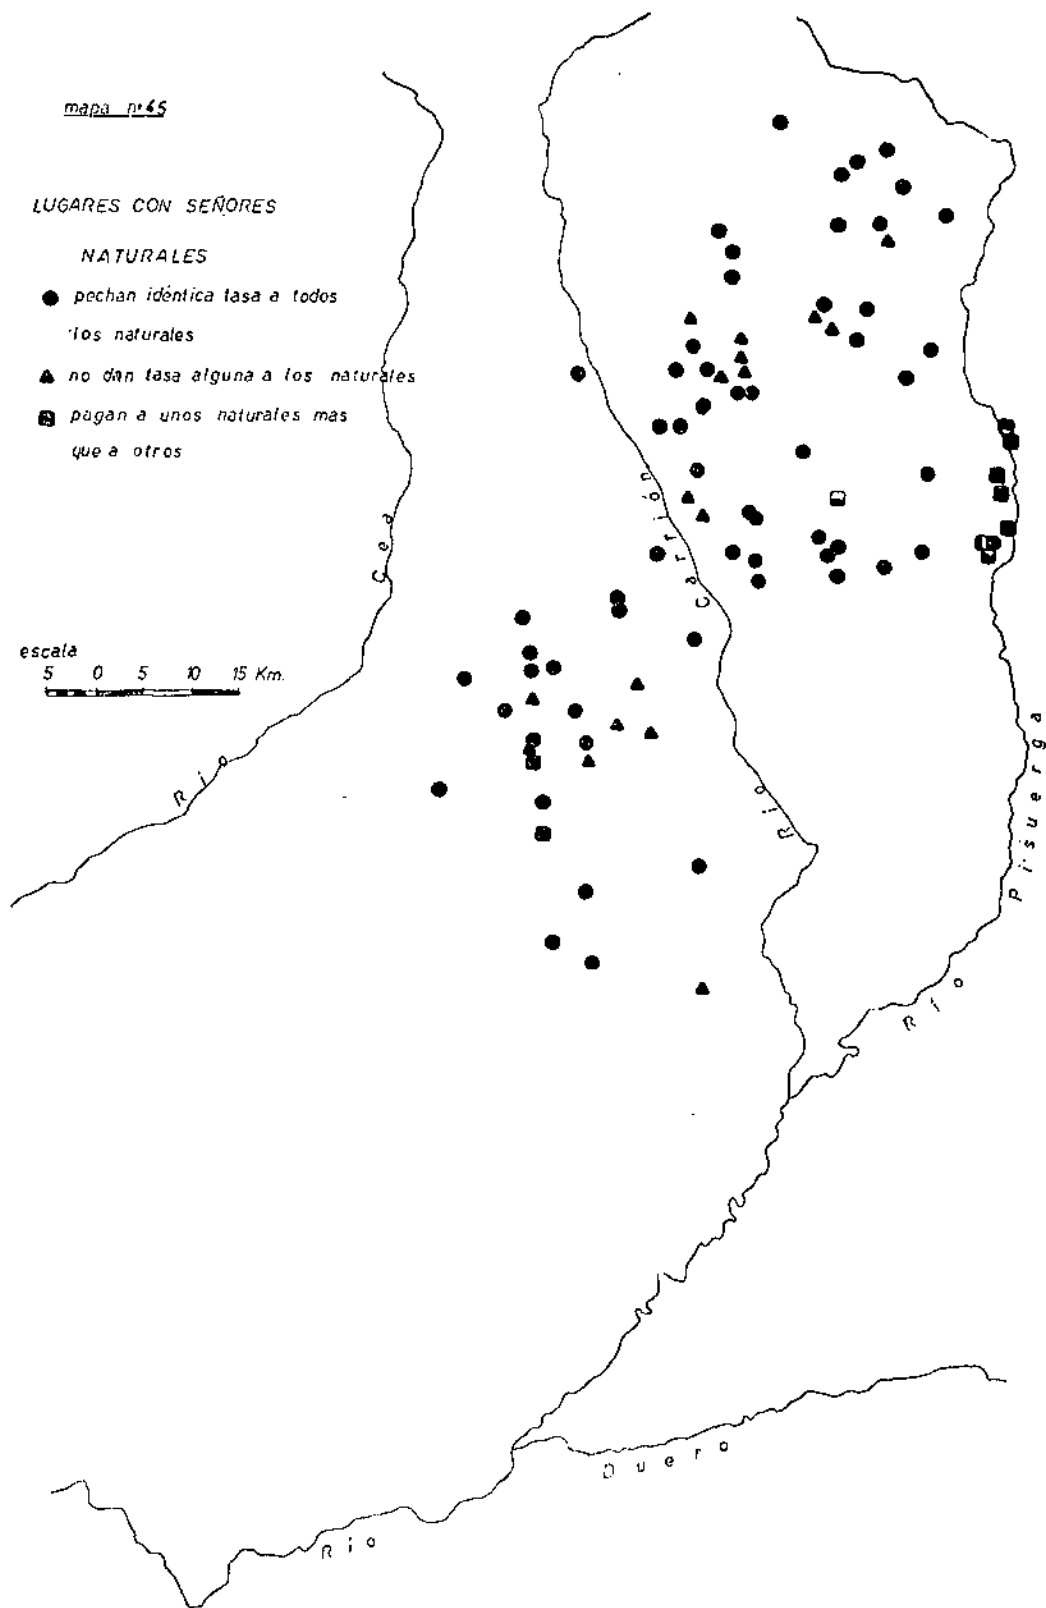 mapa nº 45
LUGARES CON SEÑORES
NATURALES
pechan idéntica tasa a todos
los naturales
no dan tasa alguna a los naturales
pagan a unos naturales mas
que a otros
escala
5 0 5 10 15 Km.
Río Cea
Río Carrión
Río Pisuerga
Río Duero